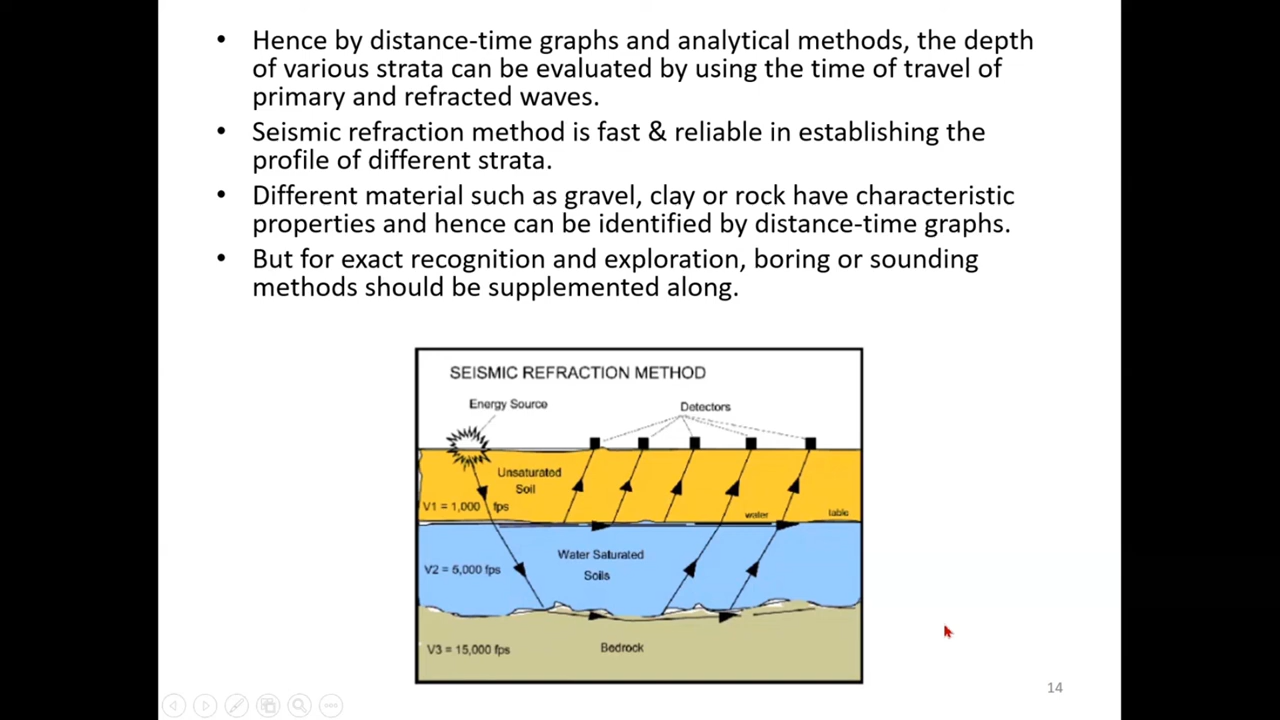 • Hence by distance-time graphs and analytical methods, the depth
of various strata can be evaluated by using the time of travel of
primary and refracted waves.
• Seismic refraction method is fast & reliable in establishing the
profile of different strata.
• Different material such as gravel, clay or rock have characteristic
properties and hence can be identified by distance-time graphs.
• But for exact recognition and exploration, boring or sounding
methods should be supplemented along.
SEISMIC REFRACTION METHOD
Energy Source
Detectors
Unsaturated
Soil
V1 = 1,000 fps
water table
Water Saturated
Soils
V2 = 5,000 fps
Bedrock
V3 = 15,000 fps
14